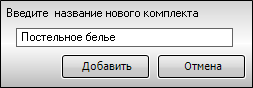 Введите  название нового комплекта
Постельное белье
Добавить Отмена